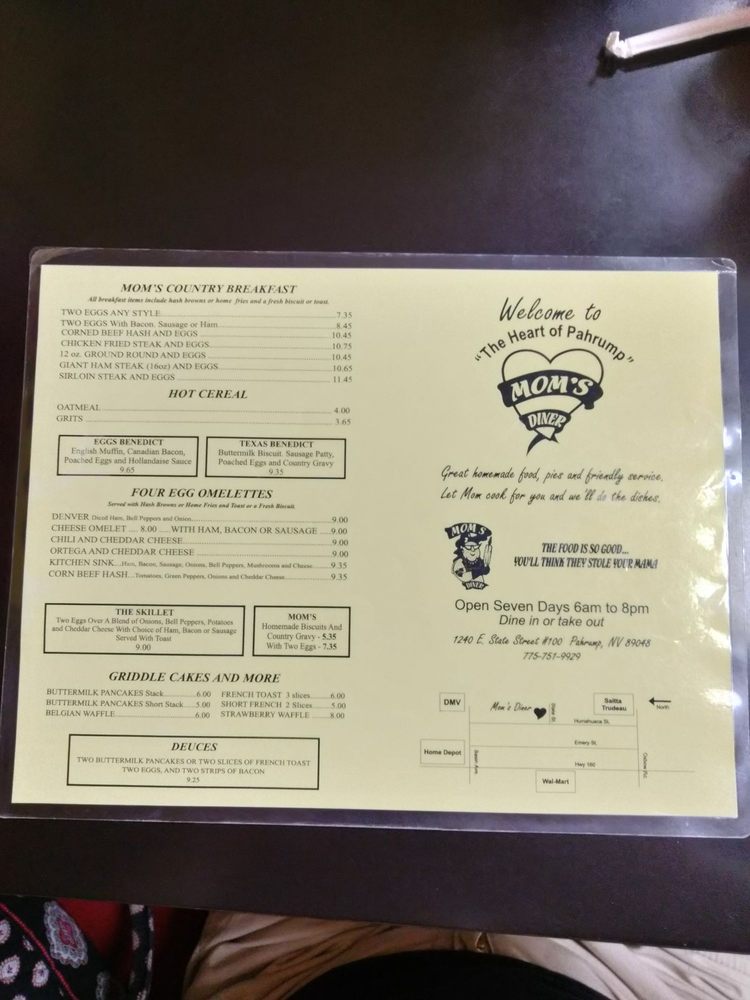 MOM'S COUNTRY BREAKFAST
All breakfast items include hash browns or home fries and a fresh biscuit or toast.
TWO EGGS ANY STYLE 7.35
TWO EGGS With Bacon, Sausage or Ham 8.45
CORNED BEEF HASH AND EGGS 10.45
CHICKEN FRIED STEAK AND EGGS 10.75
12 oz. GROUND ROUND AND EGGS 10.45
GIANT HAM STEAK (16oz) AND EGGS 10.65
SIRLOIN STEAK AND EGGS 11.45
HOT CEREAL
OATMEAL 4.00
GRITS 3.65
EGGS BENEDICT
English Muffin, Canadian Bacon,
Poached Eggs and Hollandaise Sauce
9.65
TEXAS BENEDICT
Buttermilk Biscuit, Sausage Patty,
Poached Eggs and Country Gravy
9.35
FOUR EGG OMELETTES
Served with Hash Browns or Home Fries and Toast or a Fresh Biscuit
DENVER Diced Ham, Bell Peppers and Onion 9.00
CHEESE OMELET .... 8.00 .... WITH HAM, BACON OR SAUSAGE 9.00
CHILI AND CHEDDAR CHEESE 9.00
ORTEGA AND CHEDDAR CHEESE 9.00
KITCHEN SINK...Ham, Bacon, Sausage, Onions, Bell Peppers, Mushrooms and Cheese 9.35
CORN BEEF HASH...Tomatoes, Green Peppers, Onions and Cheddar Cheese 9.35
THE SKILLET
Two Eggs Over A Blend of Onions, Bell Peppers, Potatoes
and Cheddar Cheese With Choice of Ham, Bacon or Sausage
Served With Toast
9.00
MOM'S
Homemade Biscuits And
Country Gravy - 5.35
With Two Eggs - 7.35
GRIDDLE CAKES AND MORE
BUTTERMILK PANCAKES Stack 6.00
BUTTERMILK PANCAKES Short Stack 5.00
BELGIAN WAFFLE 6.00
FRENCH TOAST 3 slices 6.00
SHORT FRENCH 2 Slices 5.00
STRAWBERRY WAFFLE 8.00
DEUCES
TWO BUTTERMILK PANCAKES OR TWO SLICES OF FRENCH TOAST
TWO EGGS, AND TWO STRIPS OF BACON
9.25
Welcome to
"The Heart of Pahrump"
MOM'S
DINER
Great homemade food, pies and friendly service.
Let Mom cook for you and we'll do the dishes.
MOM'S
DINER
THE FOOD IS SO GOOD...
YOU'LL THINK THEY STOLE YOUR MAMA
Open Seven Days 6am to 8pm
Dine in or take out
1240 E. State Street #100 Pahrump, NV 89048
775-751-9929
DMV
Mom's Diner
State St.
Saitta
Trudeau
North
Humahuaca St.
Emery St.
Home Depot
Hwy 160
Wal-Mart